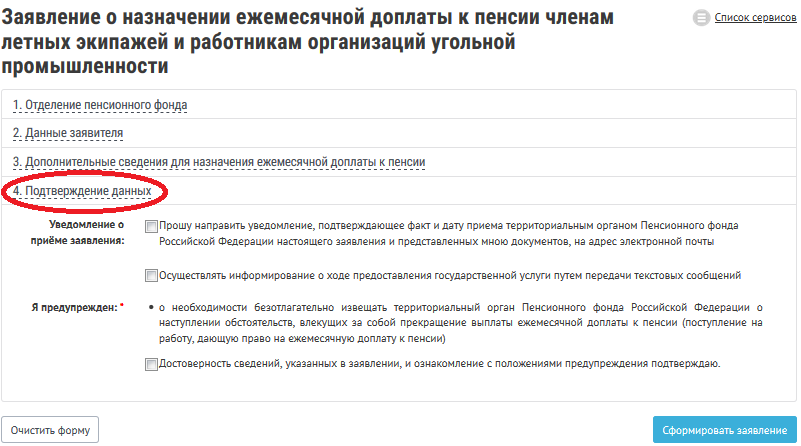 Заявление о назначении ежемесячной доплаты к пенсии членам
летных экипажей и работникам организаций угольной
промышленности
Список сервисов
1. Отделение пенсионного фонда
2. Данные заявителя
3. Дополнительные сведения для назначения ежемесячной доплаты к пенсии
4. Подтверждение данных
Уведомление о
приёме заявления:
Прошу направить уведомление, подтверждающее факт и дату приема территориальным органом Пенсионного фонда
Российской Федерации настоящего заявления и представленных мною документов, на адрес электронной почты
Осуществлять информирование о ходе предоставления государственной услуги путем передачи текстовых сообщений
Я предупрежден: *
• о необходимости безотлагательно извещать территориальный орган Пенсионного фонда Российской Федерации о
наступлении обстоятельств, влекущих за собой прекращение выплаты ежемесячной доплаты к пенсии (поступление на
работу, дающую право на ежемесячную доплату к пенсии)
Достоверность сведений, указанных в заявлении, и ознакомление с положениями предупреждения подтверждаю.
Очистить форму
Сформировать заявление